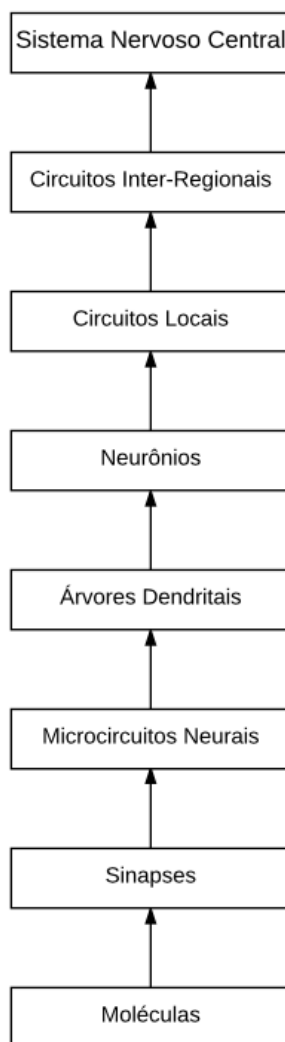 Sistema Nervoso Central
Circuitos Inter-Regionais
Circuitos Locais
Neurônios
Árvores Dendritais
Microcircuitos Neurais
Sinapses
Moléculas